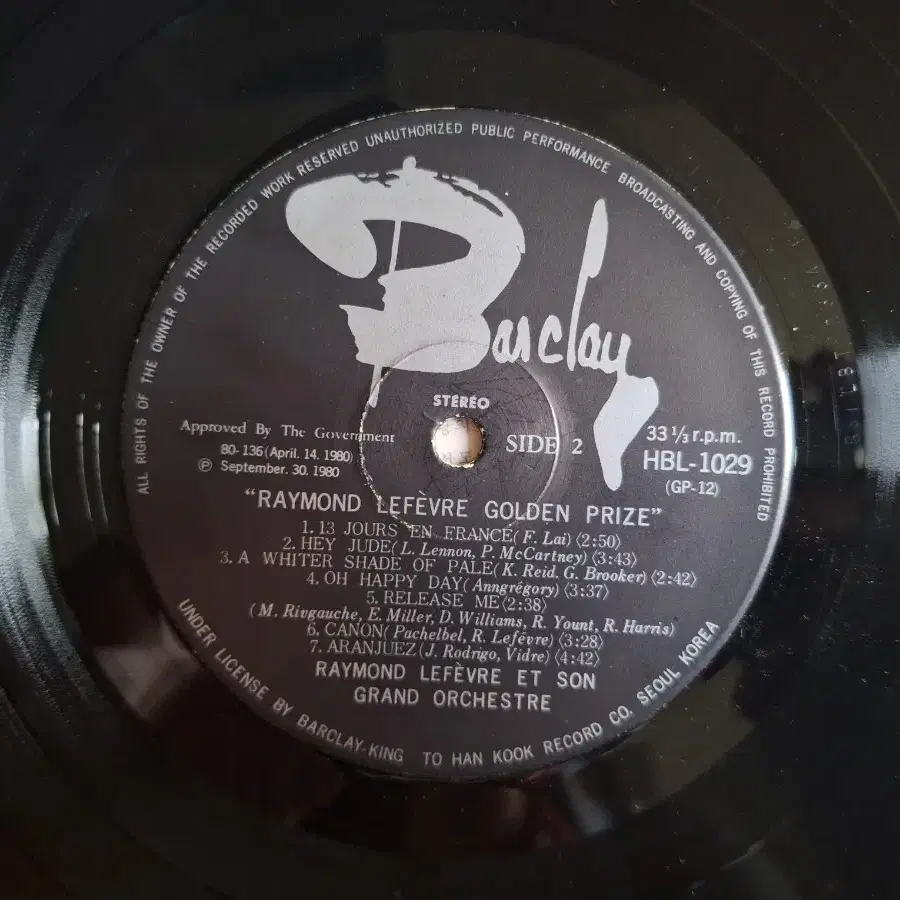 ALL RIGHTS OF THE OWNER OF THE RECORDED WORK RESERVED UNAUTHORIZED PUBLIC PERFORMANCE BROADCASTING AND COPYING OF THIS RECORD PROHIBITED
Barclay
STEREO
Approved By The Government
80-136 (April. 14. 1980)
℗ September. 30. 1980
SIDE 2
33 ⅓ r.p.m.
HBL-1029
(GP-12)
"RAYMOND LEFÈVRE GOLDEN PRIZE"
1. 13 JOURS EN FRANCE (F. Lai) (2:50)
2. HEY JUDE (L. Lennon, P. McCartney) (3:43)
3. A WHITER SHADE OF PALE (K. Reid. G. Brooker) (2:42)
4. OH HAPPY DAY (Anngrégory) (3:37)
5. RELEASE ME (2:38)
(M. Rivgauche, E. Miller, D. Williams, R. Yount, R. Harris)
6. CANON (Pachelbel, R. Lefévre) (3:28)
7. ARANJUEZ (J. Rodrigo, Vidre) (4:42)
RAYMOND LEFÈVRE ET SON
GRAND ORCHESTRE
UNDER LICENSE BY BARCLAY-KING TO HAN KOOK RECORD CO. SEOUL KOREA